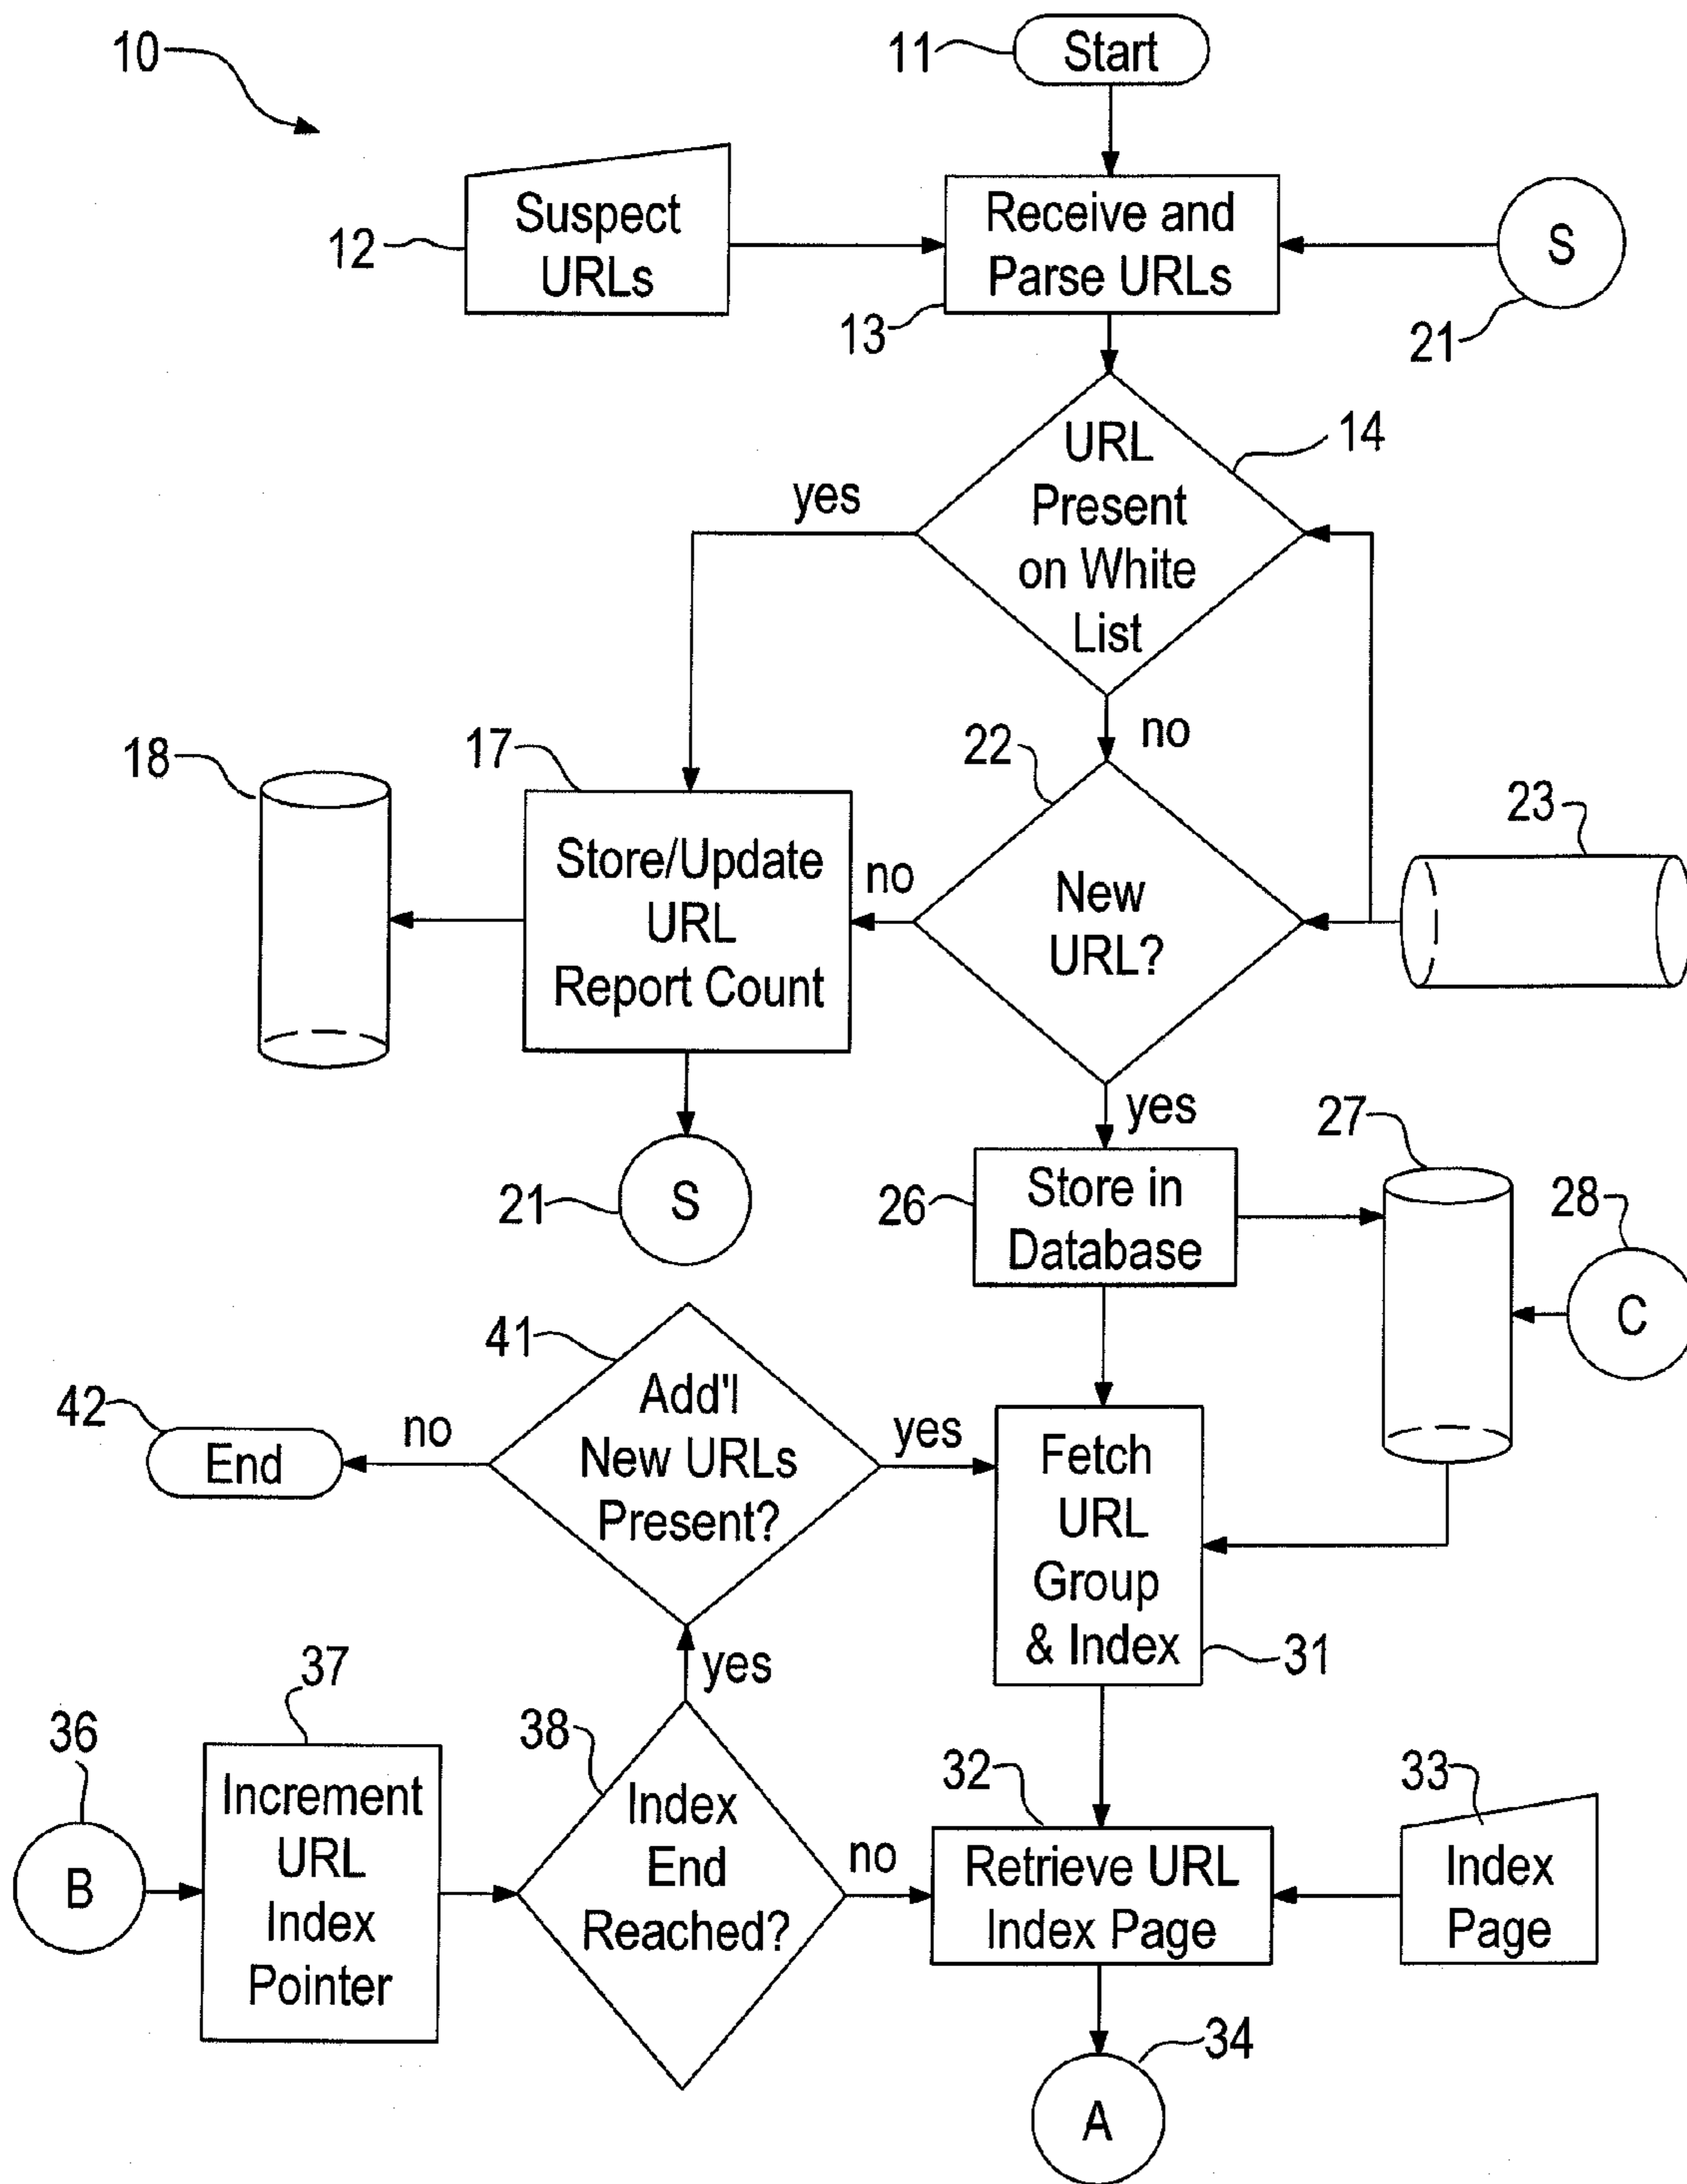 10
11
Start
12
Suspect
URLs
Receive and
Parse URLs
13
S
21
14
URL
Present
on White
List
yes
no
18
17
Store/Update
URL
Report Count
no
22
New
URL?
23
yes
21
S
26
Store in
Database
27
28
C
41
Add'l
New URLs
Present?
42
End
no
yes
Fetch
URL
Group
& Index
31
yes
36
B
37
Increment
URL
Index
Pointer
38
Index
End
Reached?
no
32
Retrieve URL
Index Page
33
Index
Page
34
A